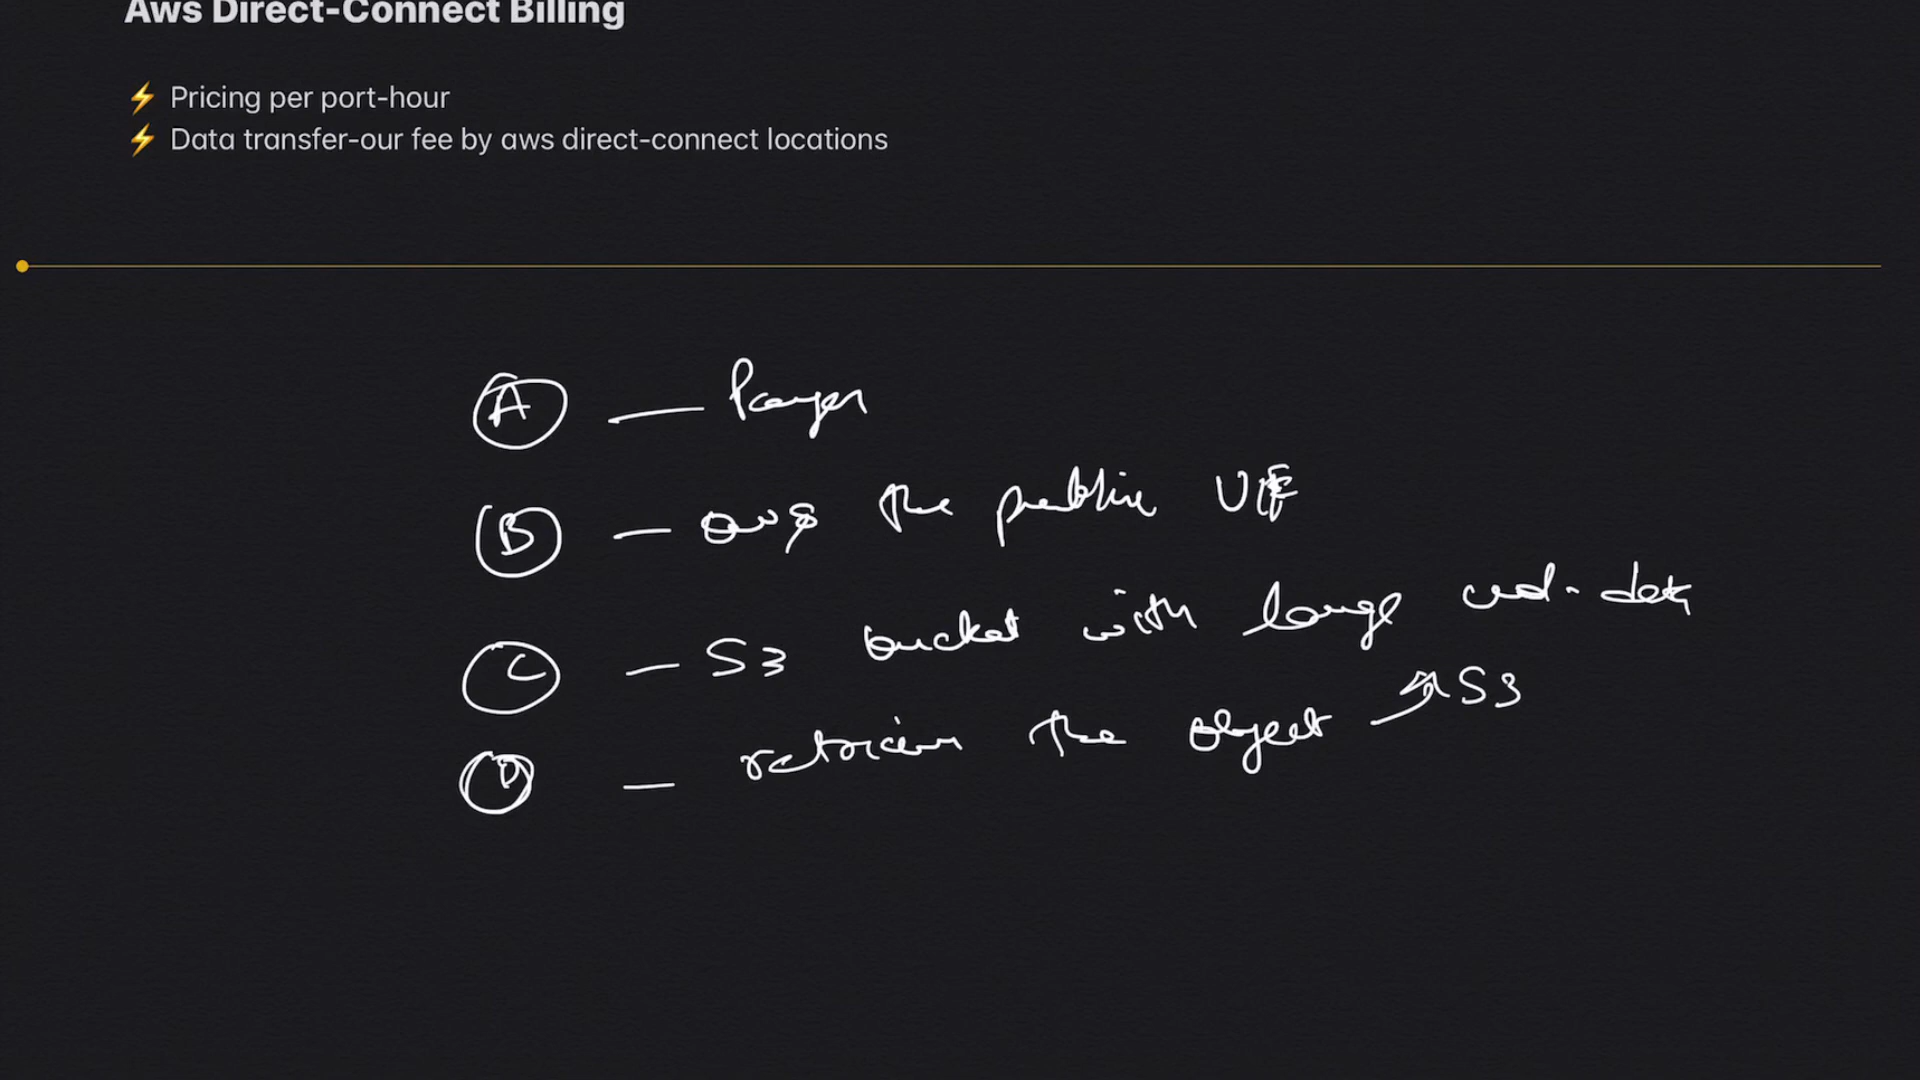 Aws Direct-Connect Billing
⚡ Pricing per port-hour
⚡ Data transfer-our fee by aws direct-connect locations
A — Payer
B — the public VIF
C — S3 bucket with large
D — the object → S3